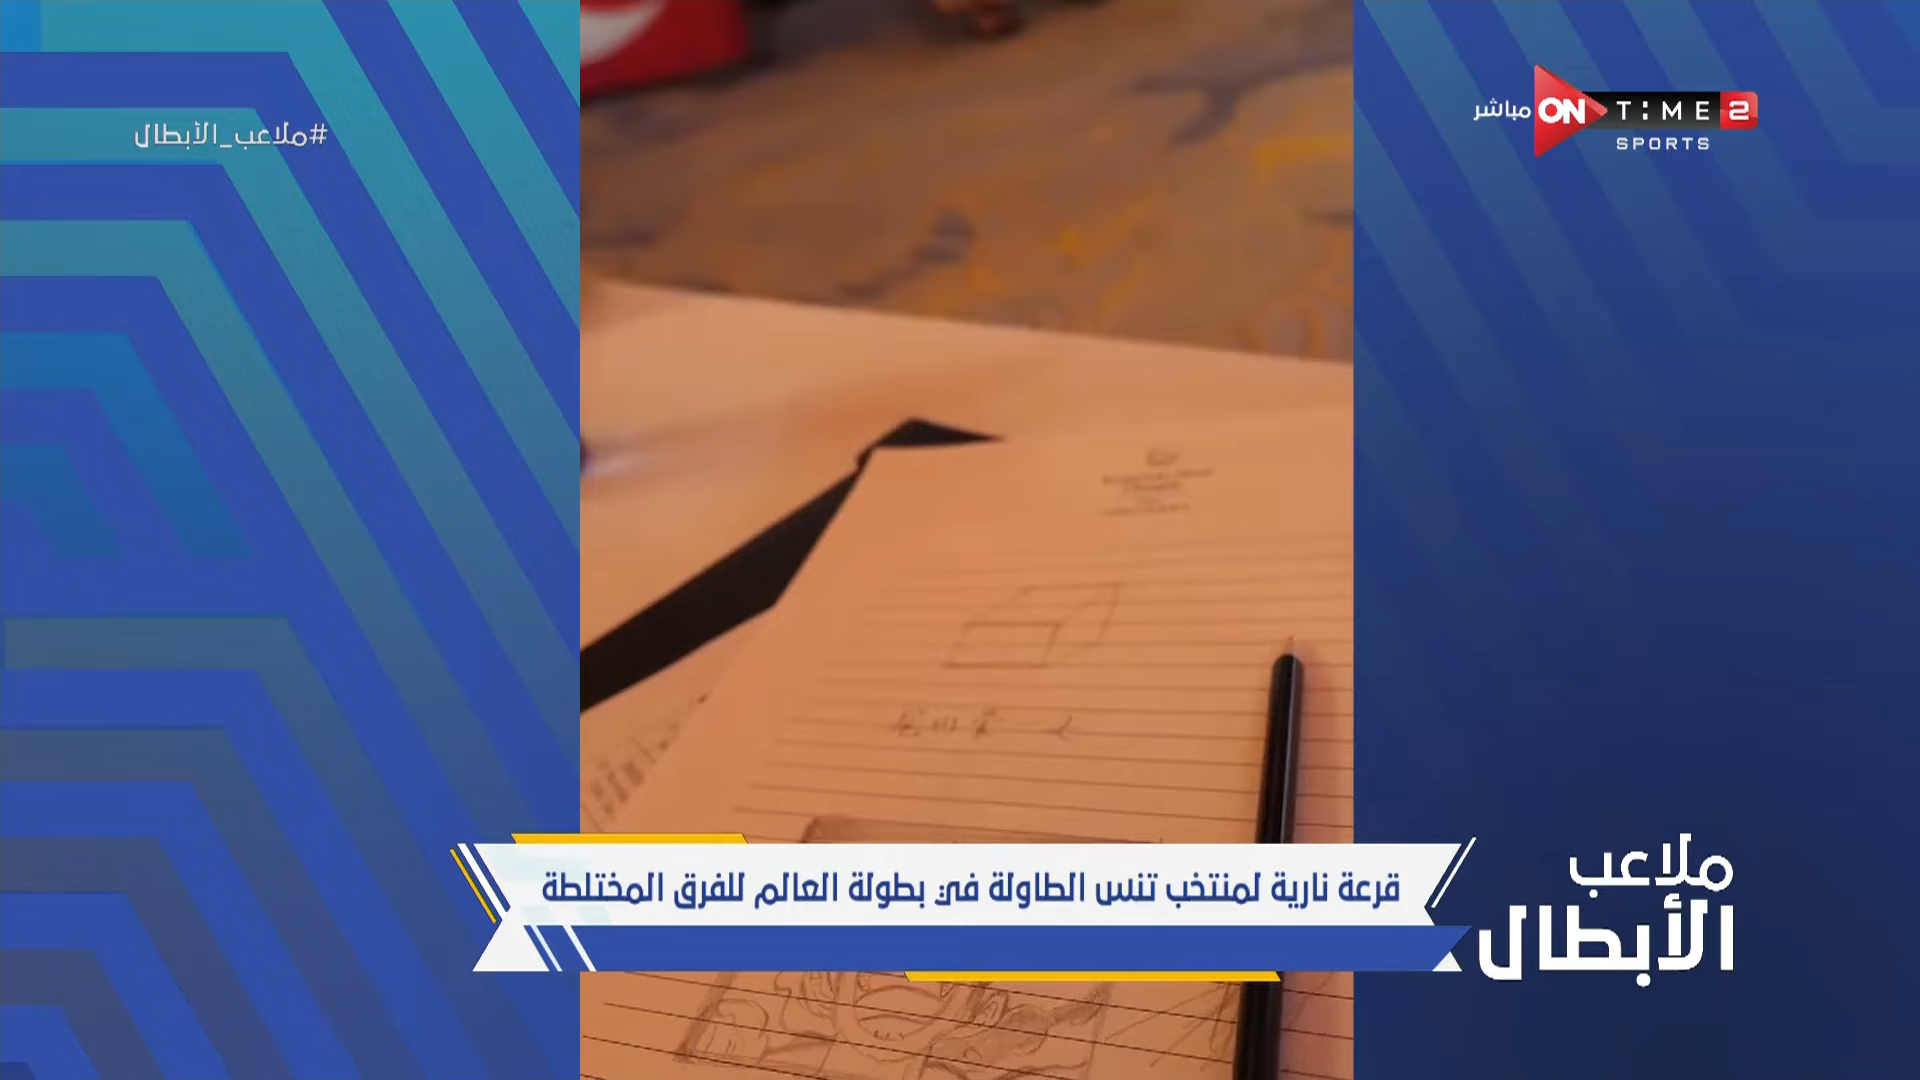 #ملاعب_الأبطال
مباشر ON TIME 2
SPORTS
قرعة نارية لمنتخب تنس الطاولة في بطولة العالم للفرق المختلطة
ملاعب
الأبطال